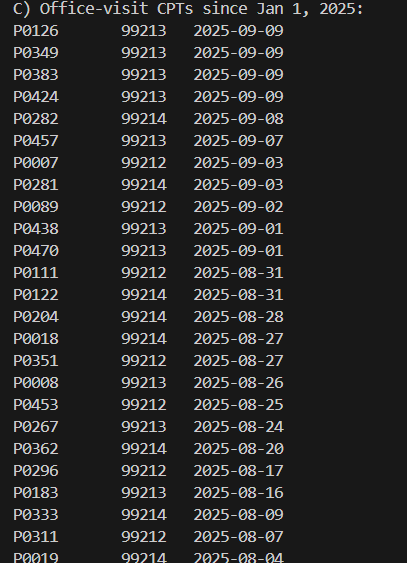 C) Office-visit CPTs since Jan 1, 2025:
P0126 99213 2025-09-09
P0349 99213 2025-09-09
P0383 99213 2025-09-09
P0424 99213 2025-09-09
P0282 99214 2025-09-08
P0457 99213 2025-09-07
P0007 99212 2025-09-03
P0281 99214 2025-09-03
P0089 99212 2025-09-02
P0438 99213 2025-09-01
P0470 99213 2025-09-01
P0111 99212 2025-08-31
P0122 99214 2025-08-31
P0204 99214 2025-08-28
P0018 99214 2025-08-27
P0351 99212 2025-08-27
P0008 99213 2025-08-26
P0453 99212 2025-08-25
P0267 99213 2025-08-24
P0362 99214 2025-08-20
P0296 99212 2025-08-17
P0183 99213 2025-08-16
P0333 99214 2025-08-09
P0311 99212 2025-08-07
P0019 99214 2025-08-04